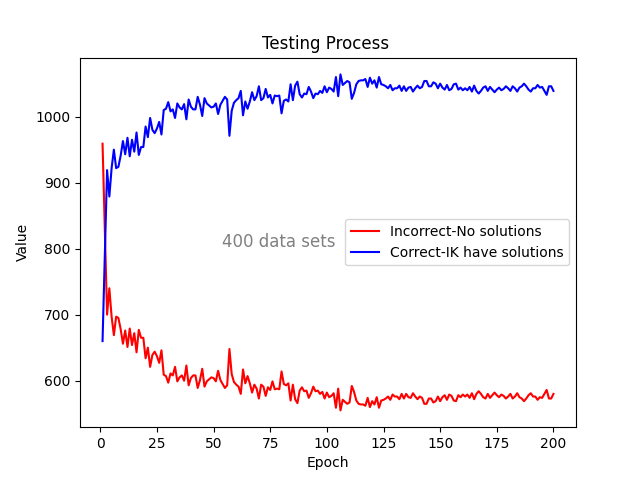 Testing Process
Value
1000
900
800
700
600
400 data sets
Incorrect-No solutions
Correct-IK have solutions
0 25 50 75 100 125 150 175 200
Epoch